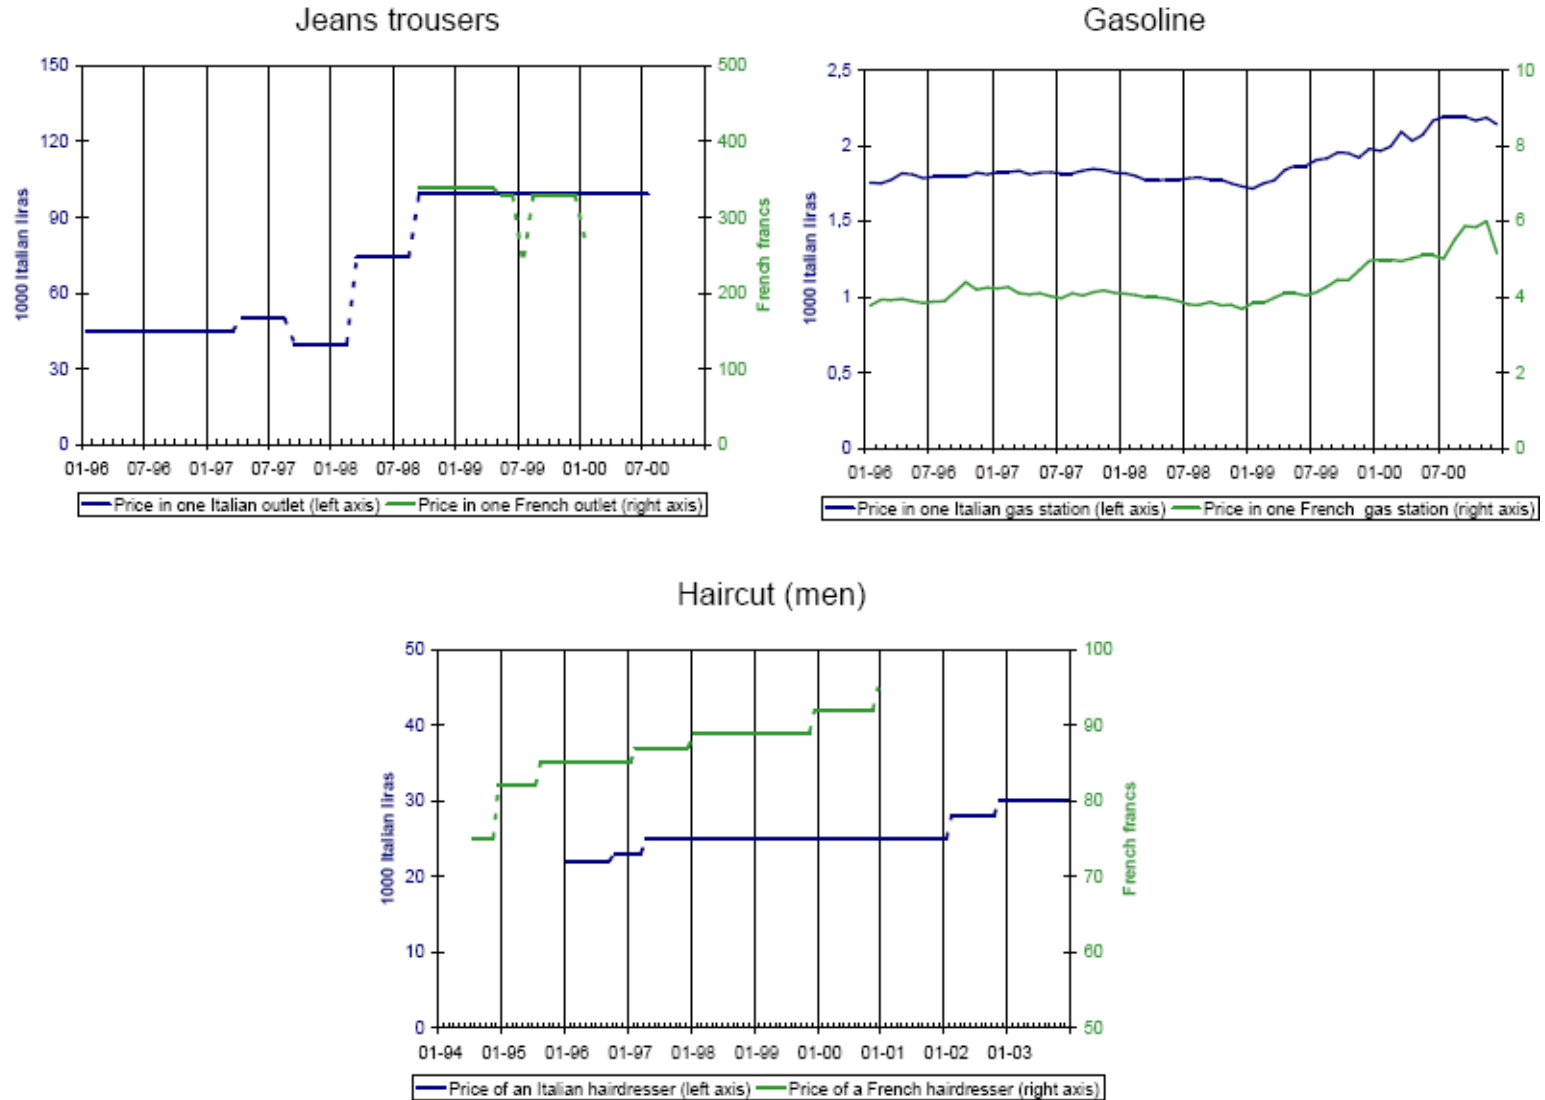 Jeans trousers
150
120
90
60
30
0
1000 Italian liras
500
400
300
200
100
0
French francs
01-96 07-96 01-97 07-97 01-98 07-98 01-99 07-99 01-00 07-00
Price in one Italian outlet (left axis) Price in one French outlet (right axis)
Gasoline
2,5
2
1,5
1
0,5
0
1000 Italian liras
10
8
6
4
2
0
French francs
01-96 07-96 01-97 07-97 01-98 07-98 01-99 07-99 01-00 07-00
Price in one Italian gas station (left axis) Price in one French gas station (right axis)
Haircut (men)
50
40
30
20
10
0
1000 Italian liras
100
90
80
70
60
50
French francs
01-94 01-95 01-96 01-97 01-98 01-99 01-00 01-01 01-02 01-03
Price of an Italian hairdresser (left axis) Price of a French hairdresser (right axis)